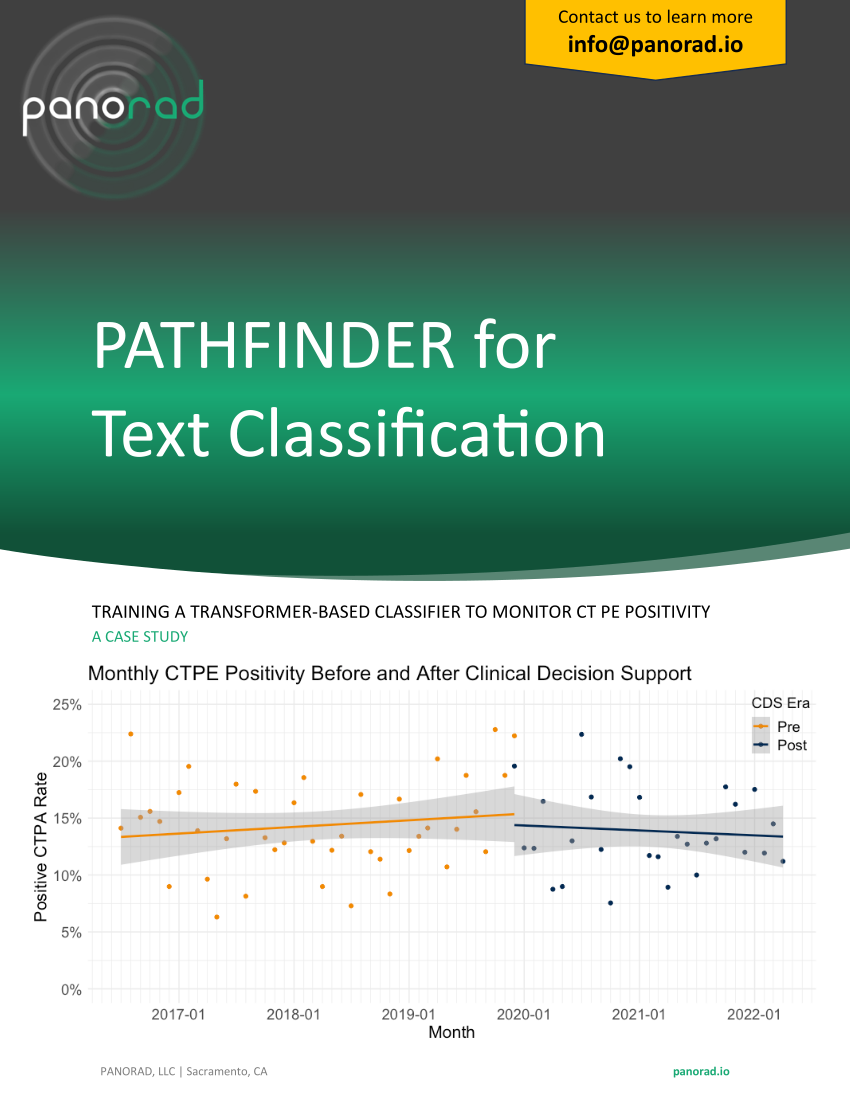 Contact us to learn more
info@panorad.io
panorad
PATHFINDER for
Text Classification
TRAINING A TRANSFORMER-BASED CLASSIFIER TO MONITOR CT PE POSITIVITY
A CASE STUDY
Monthly CTPE Positivity Before and After Clinical Decision Support
CDS Era
Pre
Post
Positive CTPA Rate
25%
20%
15%
10%
5%
0%
2017-01 2018-01 2019-01 2020-01 2021-01 2022-01
Month
PANORAD, LLC | Sacramento, CA panorad.io